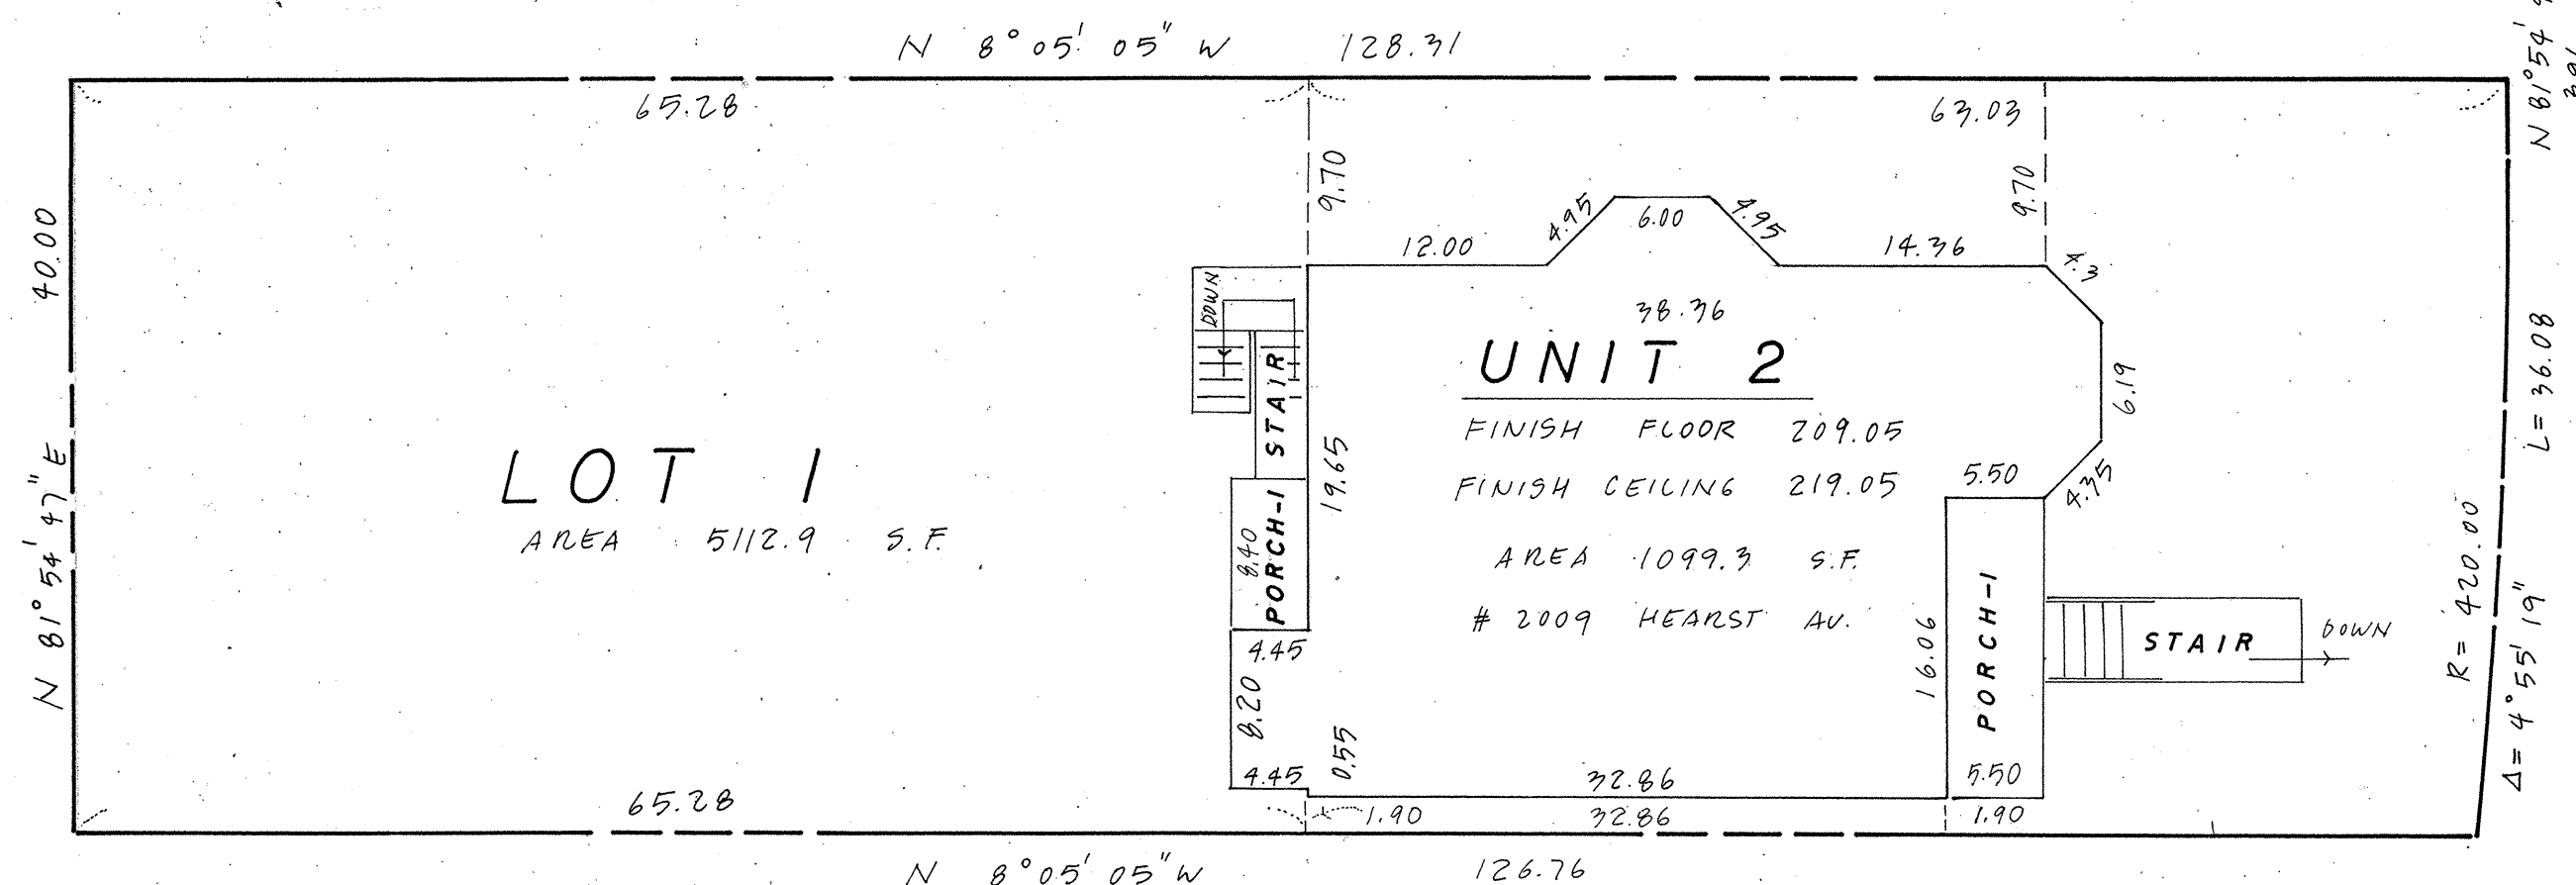 N 8° 05' 05" W 128.31
65.28
63.03
N 81° 54'
40.00
N 81° 54' 47" E
9.70
9.70
4.95
6.00
4.95
12.00
14.36
4.3
38.36
UNIT 2
FINISH FLOOR 209.05
FINISH CEILING 219.05
AREA 1099.3 S.F.
# 2009 HEARST AV.
DOWN
STAIR
19.65
6.19
5.50
4.35
L = 36.08
LOT 1
AREA 5112.9 S.F.
8.40
PORCH-1
4.45
8.20
4.45
0.55
16.06
PORCH-1
STAIR
DOWN
R = 420.00
Δ = 4° 55' 19"
32.86
5.50
65.28
1.90
32.86
1.90
N 8° 05' 05" W
126.76